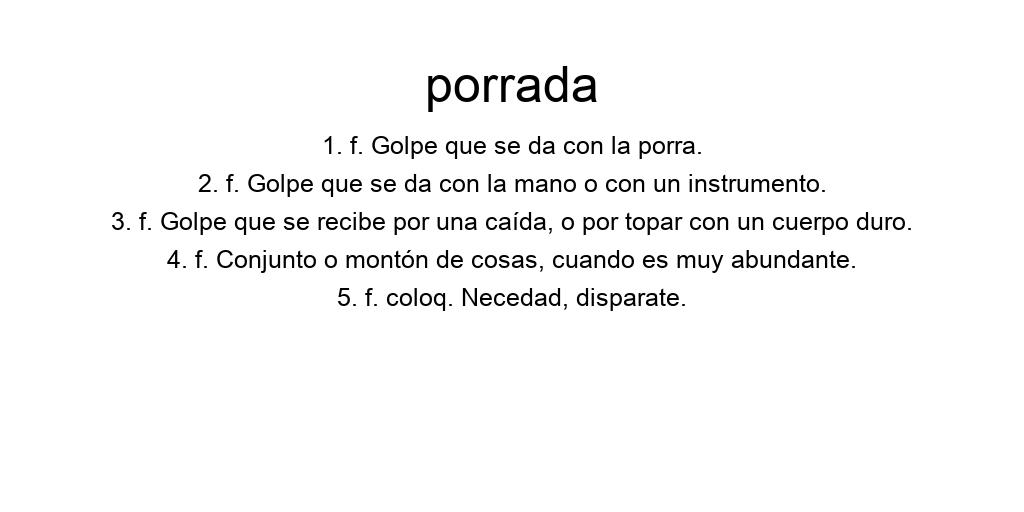 porrada
1. f. Golpe que se da con la porra.
2. f. Golpe que se da con la mano o con un instrumento.
3. f. Golpe que se recibe por una caída, o por topar con un cuerpo duro.
4. f. Conjunto o montón de cosas, cuando es muy abundante.
5. f. coloq. Necedad, disparate.